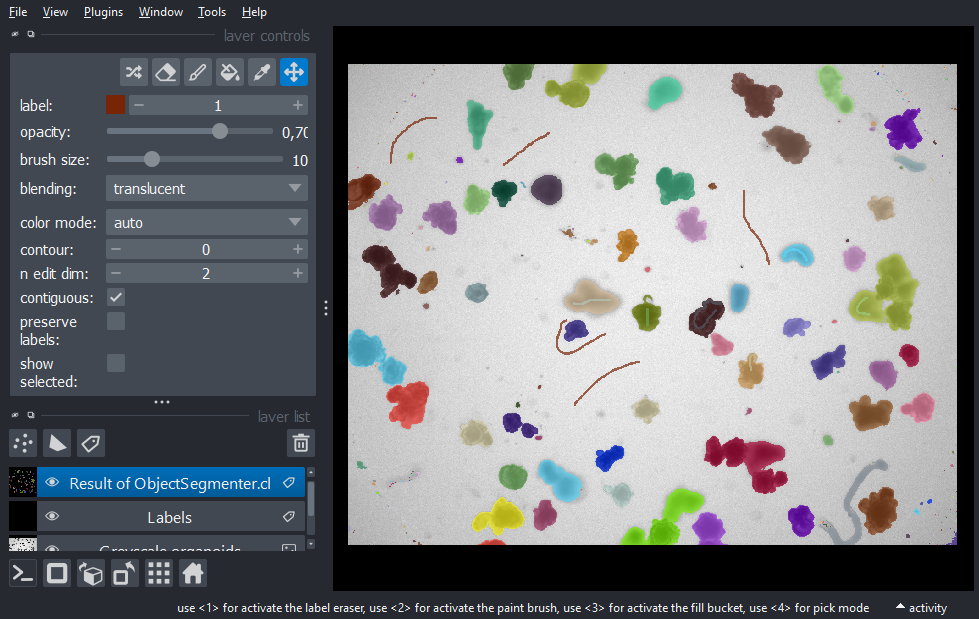 File View Plugins Window Tools Help
layer controls
label: 1
opacity: 0,70
brush size: 10
blending: translucent
color mode: auto
contour: 0
n edit dim: 2
contiguous:
preserve
labels:
show
selected:
layer list
Result of ObjectSegmenter.cl
Labels
Greyscale organoids
use <1> for activate the label eraser, use <2> for activate the paint brush, use <3> for activate the fill bucket, use <4> for pick mode
activity